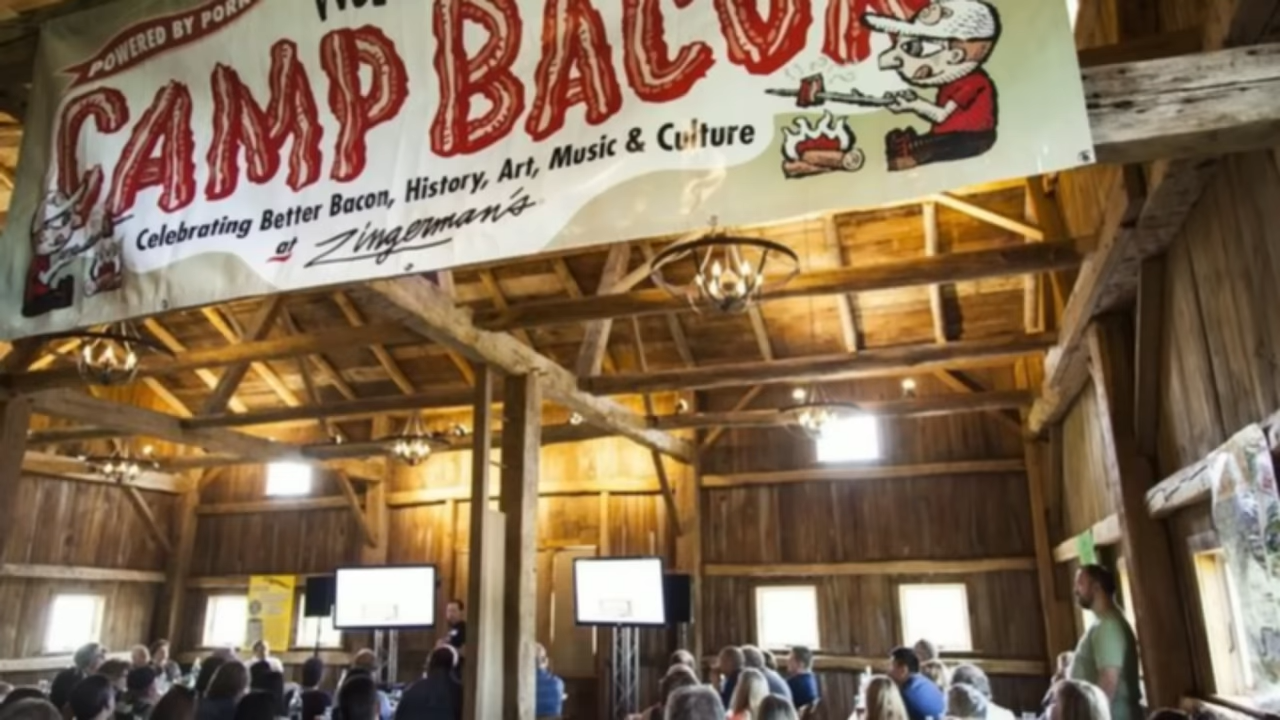 POWERED BY PORK
CAMP BACON
Celebrating Better Bacon, History, Art, Music & Culture
at Zingerman's